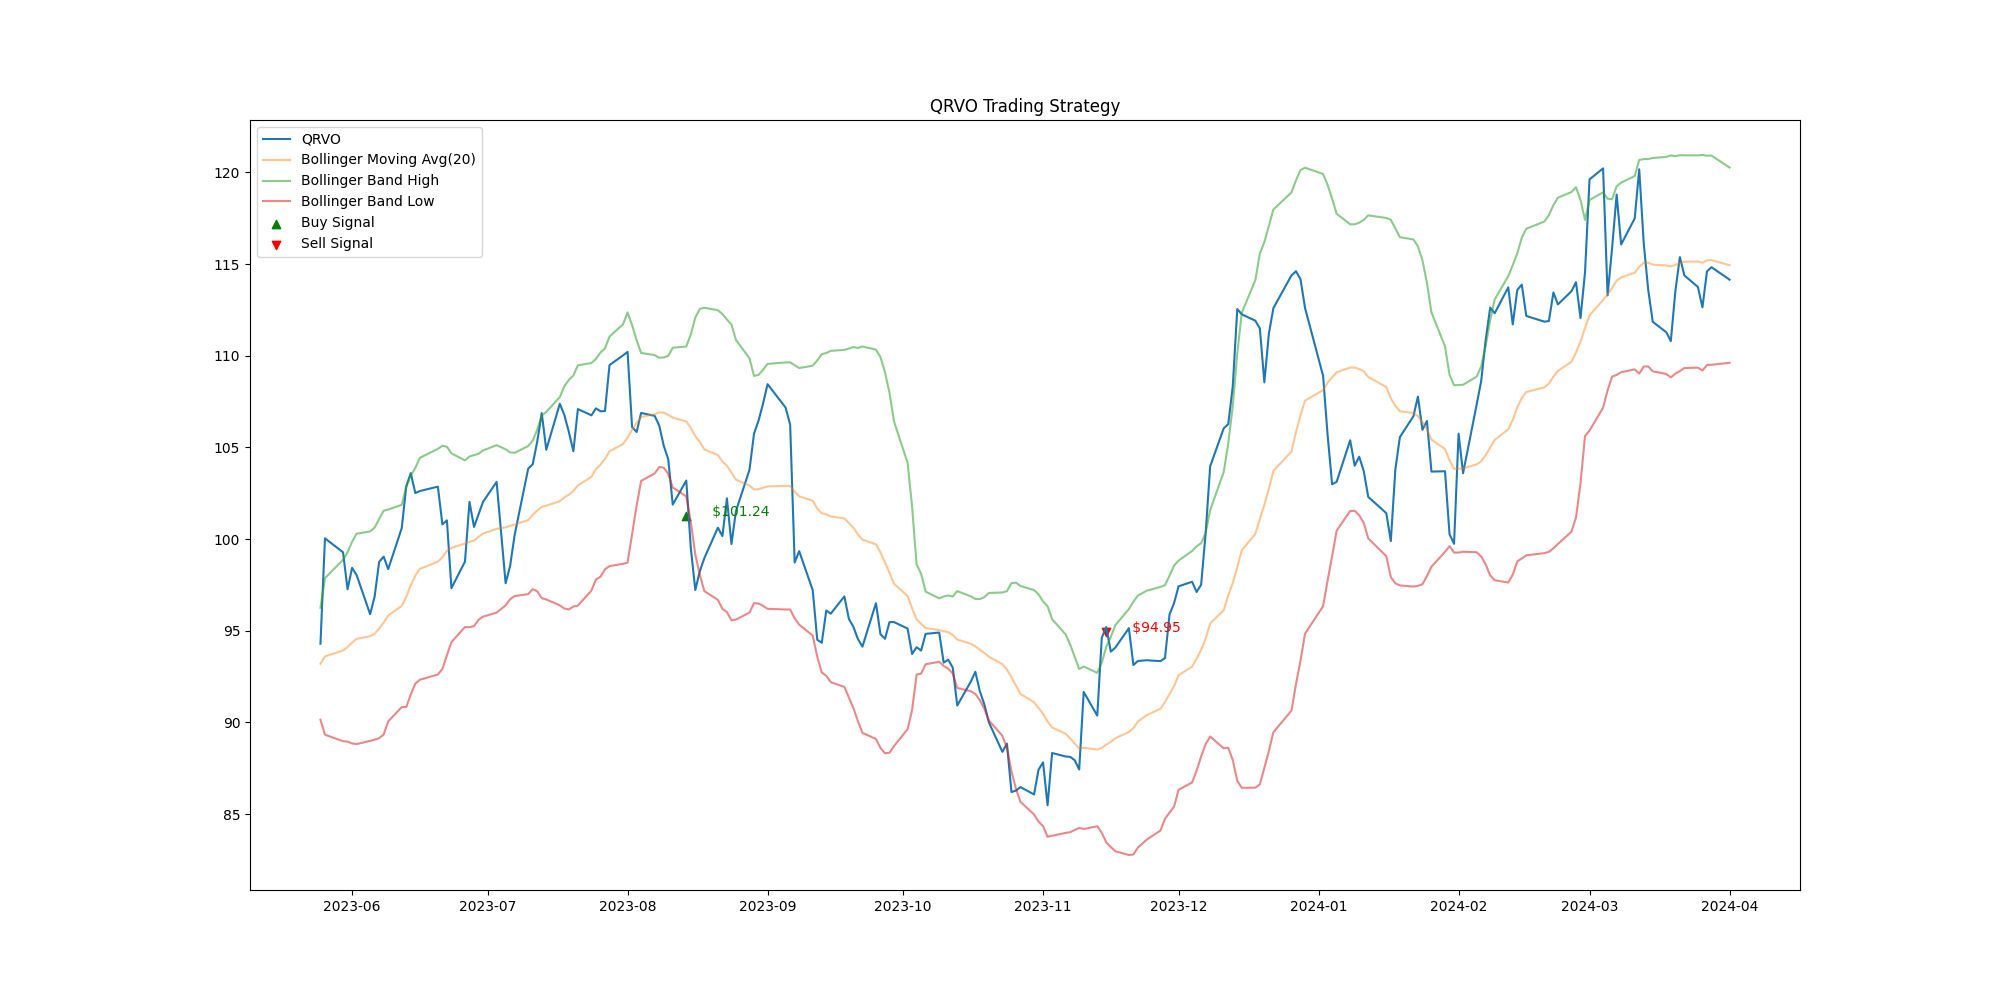 QRVO Trading Strategy
QRVO
Bollinger Moving Avg(20)
Bollinger Band High
Bollinger Band Low
Buy Signal
Sell Signal
120
115
110
105
100
95
90
85
$101.24
$94.95
2023-06 2023-07 2023-08 2023-09 2023-10 2023-11 2023-12 2024-01 2024-02 2024-03 2024-04